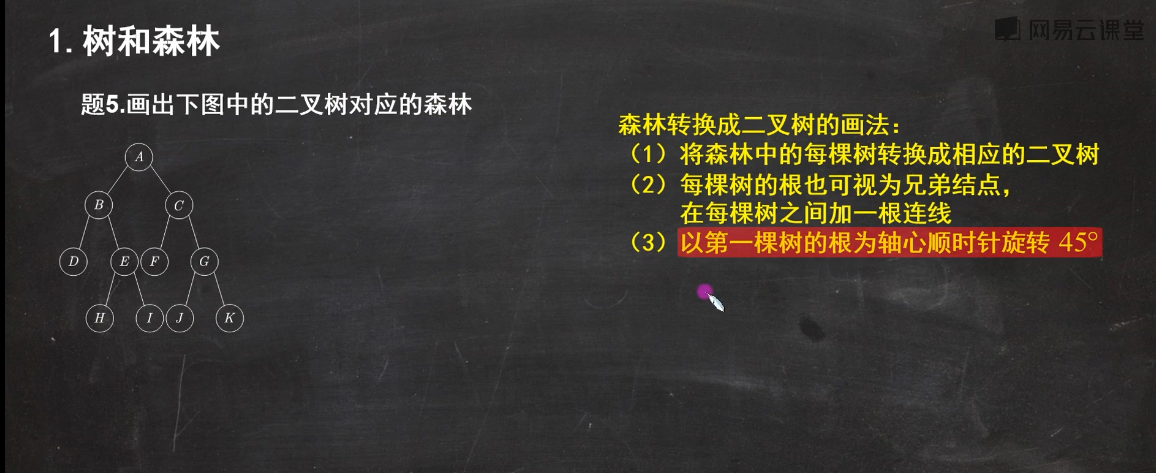 网易云课堂
1. 树和森林
题5.画出下图中的二叉树对应的森林
A
B
C
D
E
F
G
H
I
J
K
森林转换成二叉树的画法：
（1）将森林中的每棵树转换成相应的二叉树
（2）每棵树的根也可视为兄弟结点，
在每棵树之间加一根连线
（3）以第一棵树的根为轴心顺时针旋转 45°